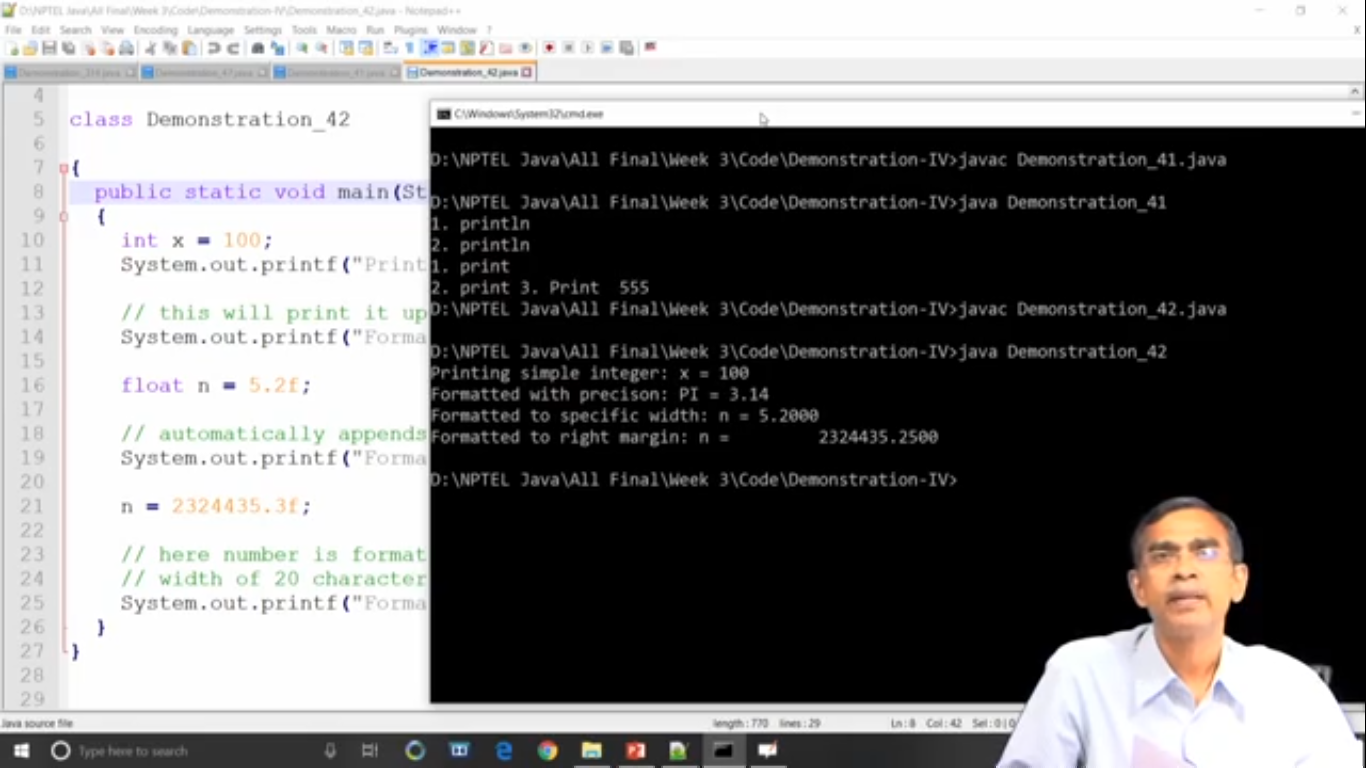 D:\NPTEL Java\All Final\Week 3\Code\Demonstration-IV\Demonstration_42.java - Notepad++
File Edit Search View Encoding Language Settings Tools Macro Run Plugins Window ?
X
Demonstration_314.java Demonstration_47.java Demonstration_41.java Demonstration_42.java
4
5 class Demonstration_42
6
7 {
8 public static void main(St
9 {
10 int x = 100;
11 System.out.printf("Print
12
13 // this will print it up
14 System.out.printf("Forma
15
16 float n = 5.2f;
17
18 // automatically appends
19 System.out.printf("Forma
20
21 n = 2324435.3f;
22
23 // here number is format
24 // width of 20 character
25 System.out.printf("Forma
26 }
27 }
28
29
C:\Windows\System32\cmd.exe
D:\NPTEL Java\All Final\Week 3\Code\Demonstration-IV>javac Demonstration_41.java
D:\NPTEL Java\All Final\Week 3\Code\Demonstration-IV>java Demonstration_41
1. println
2. println
1. print
2. print 3. Print  555
D:\NPTEL Java\All Final\Week 3\Code\Demonstration-IV>javac Demonstration_42.java
D:\NPTEL Java\All Final\Week 3\Code\Demonstration-IV>java Demonstration_42
Printing simple integer: x = 100
Formatted with precison: PI = 3.14
Formatted to specific width: n = 5.2000
Formatted to right margin: n =         2324435.2500
D:\NPTEL Java\All Final\Week 3\Code\Demonstration-IV>
Java source file length : 770 lines : 29 Ln : 8 Col : 42 Sel : 0 | 0
Type here to search